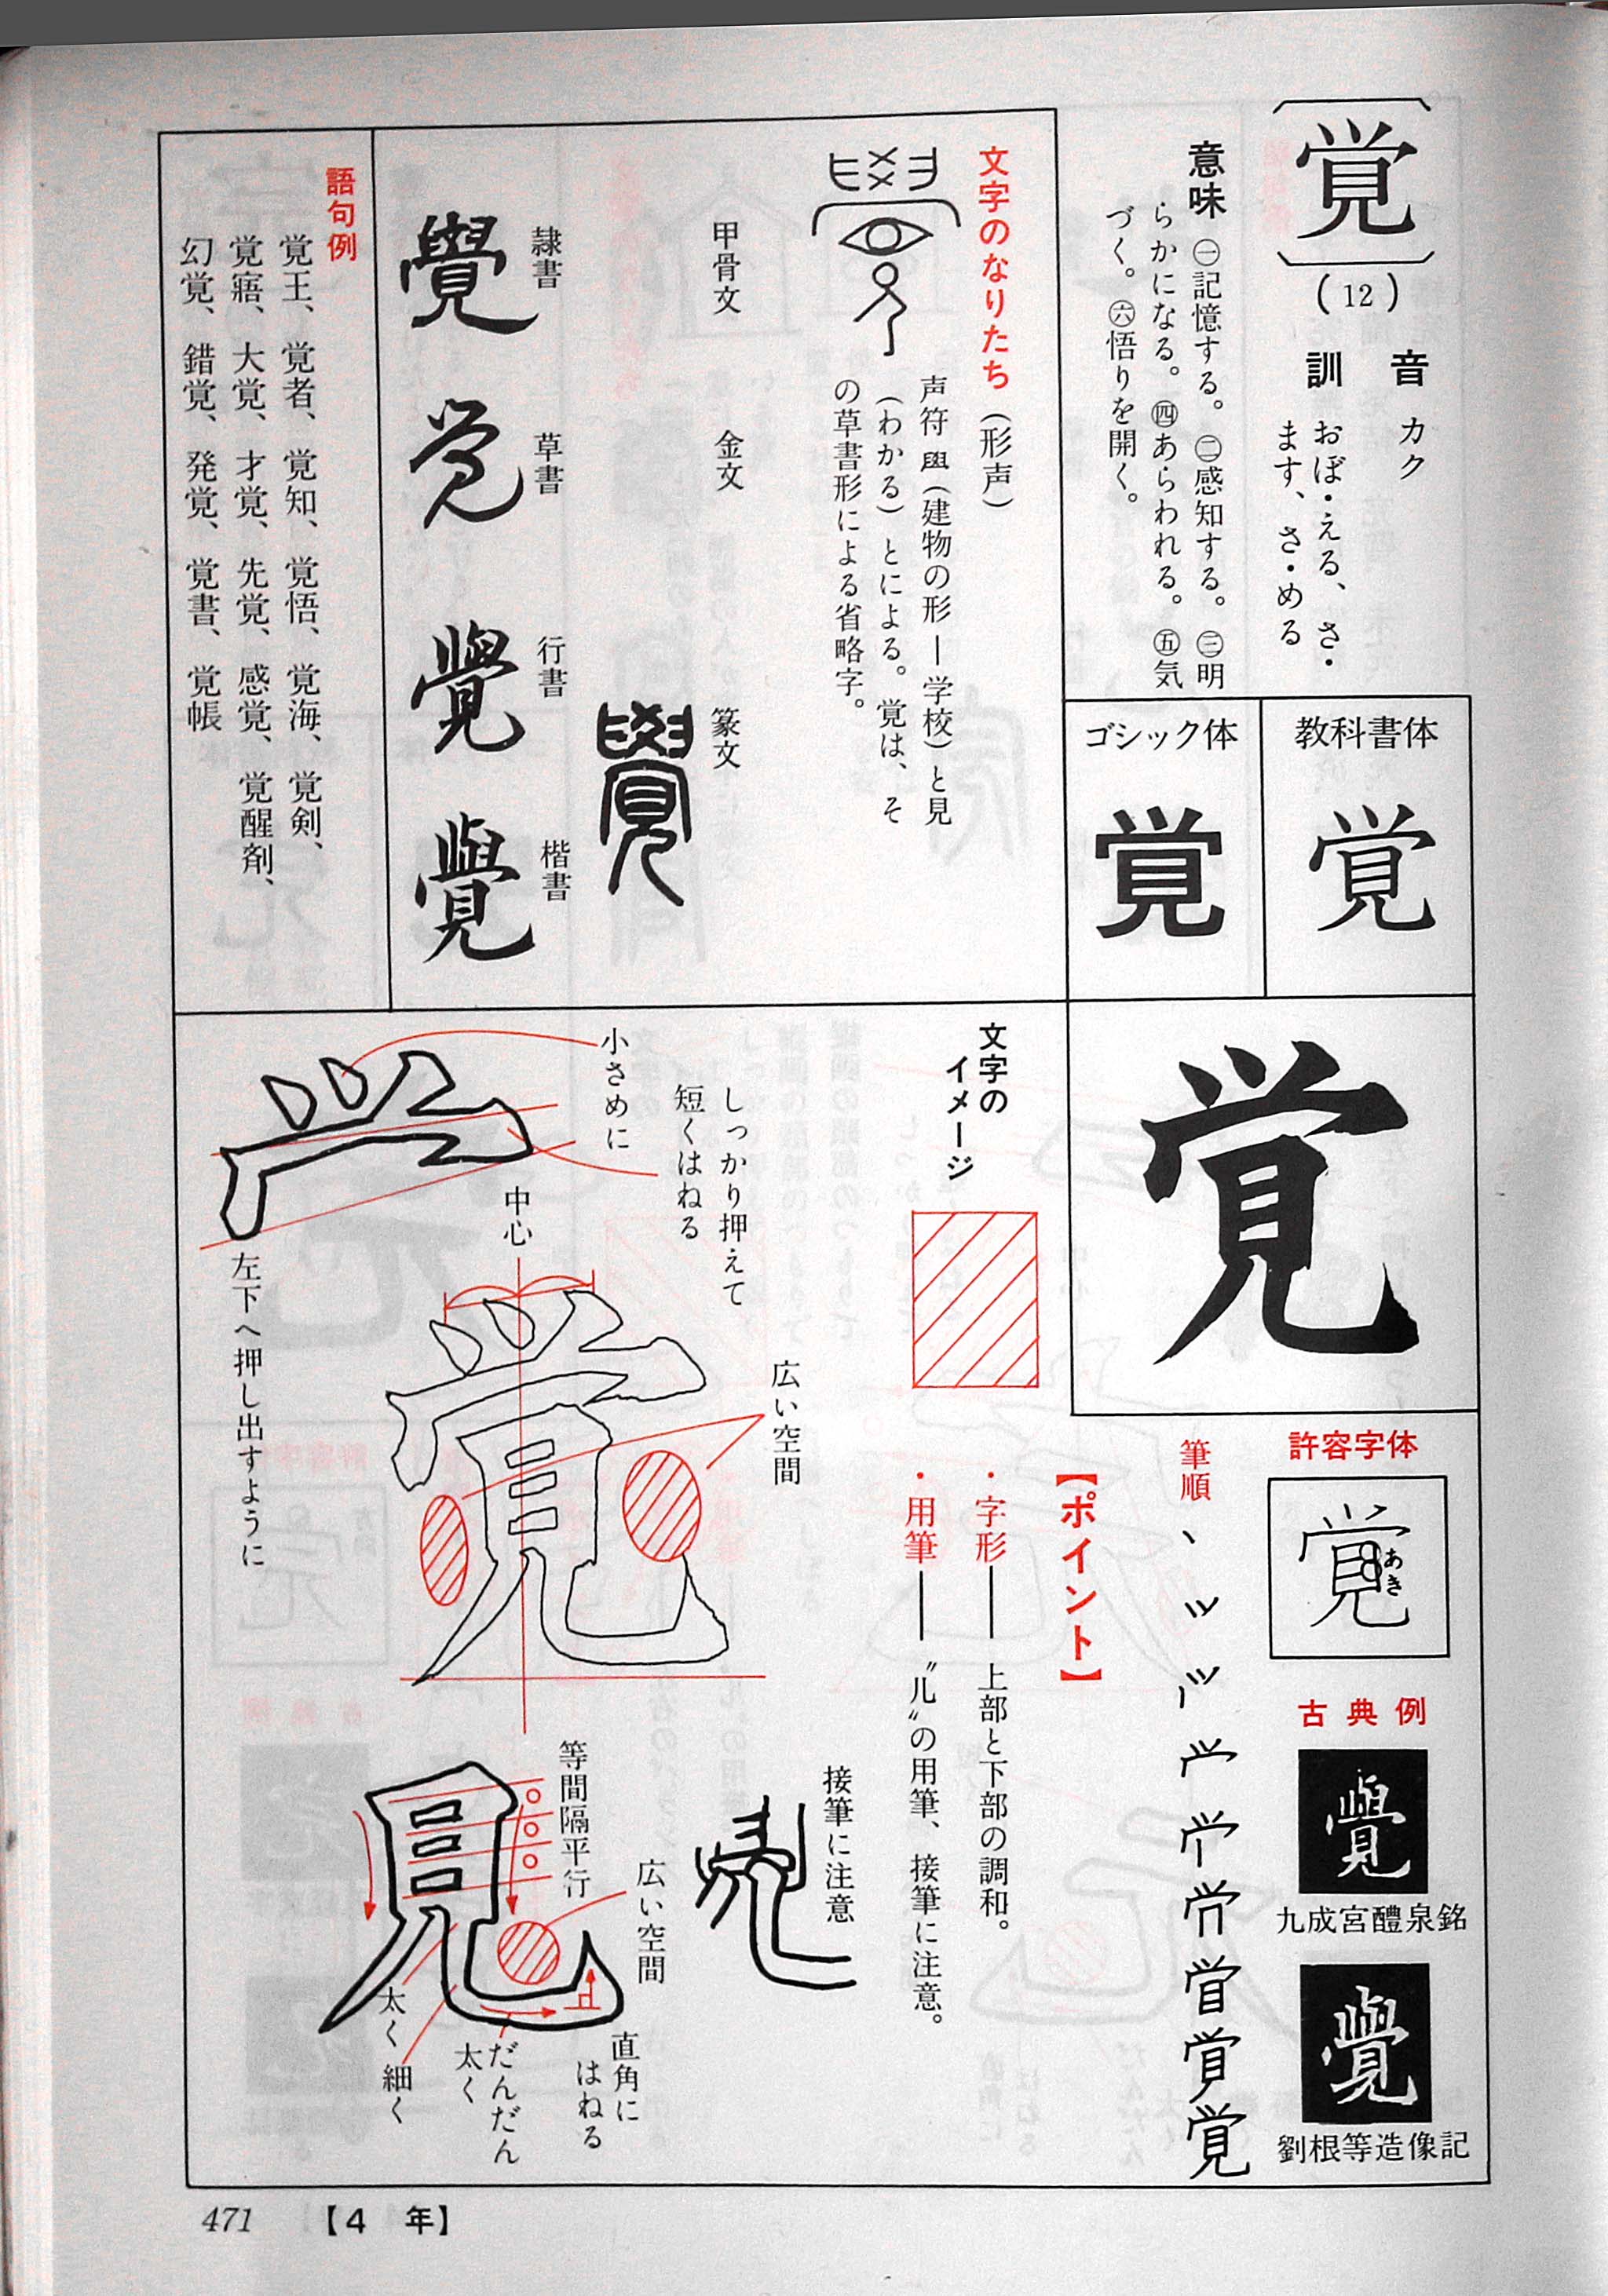 覚
(12)
音 カク
訓 おぼ・える、さ・
ます、さ・める
意味 ㊀記憶する。㊁感知する。㊂明
らかになる。㊃あらわれる。㊄気
づく。㊅悟りを開く。
教科書体
覚
ゴシック体
覚
文字のなりたち(形声)
声符 (建物の形―学校)と見
(わかる)とによる。覚は、そ
の草書形による省略字。
甲骨文
金文
篆文
覺
隷書
覺
草書
覚
行書
覺
楷書
覺
語句例
覚王、覚者、覚知、覚悟、覚海、覚剣、
覚寤、大覚、才覚、先覚、感覚、覚醒剤、
幻覚、錯覚、発覚、覚書、覚帳
覚
許容字体
覚
あき
古典例
覺
九成宮醴泉銘
覺
劉根等造像記
筆順
覚
【ポイント】
・字形――上部と下部の調和。
・用筆――〝儿〟の用筆、接筆に注意。
文字の
イメージ
しっかり押えて
短くはねる
小さめに
左下へ押し出すように
中心
覚
広い空間
接筆に注意
等間隔平行
見
広い空間
直角に
はねる
だんだん
太く
細く
太く
471
【4 年】